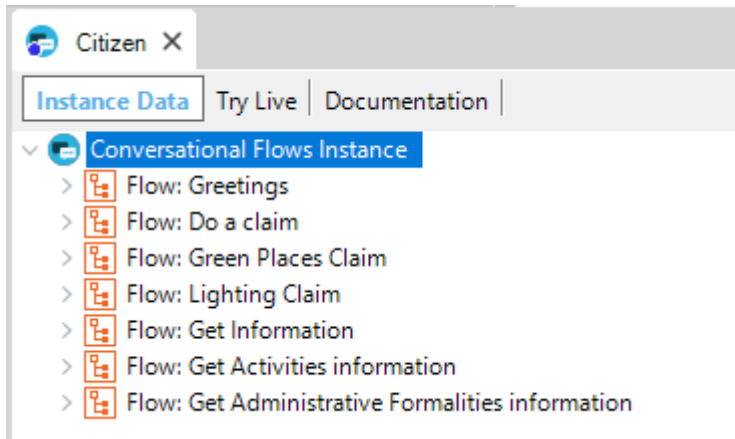 Citizen
Instance Data Try Live Documentation
Conversational Flows Instance
Flow: Greetings
Flow: Do a claim
Flow: Green Places Claim
Flow: Lighting Claim
Flow: Get Information
Flow: Get Activities information
Flow: Get Administrative Formalities information